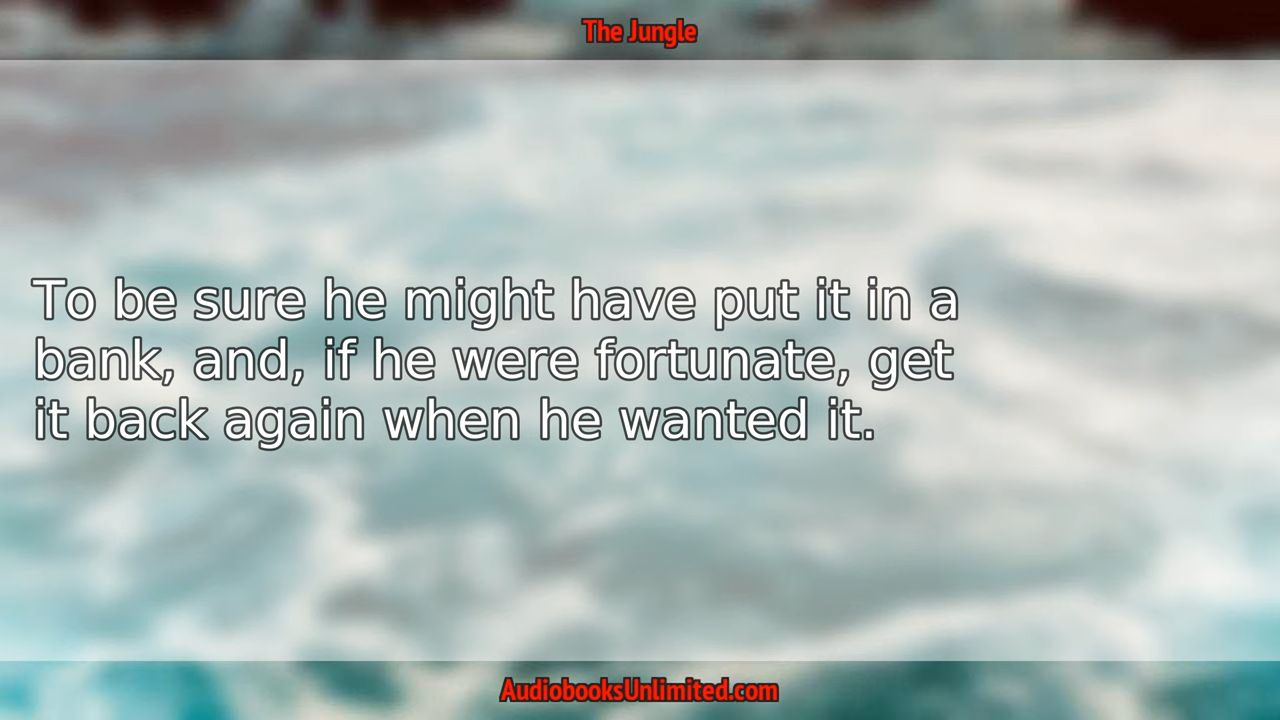 The Jungle
To be sure he might have put it in a
bank, and, if he were fortunate, get
it back again when he wanted it.
AudiobooksUnlimited.com